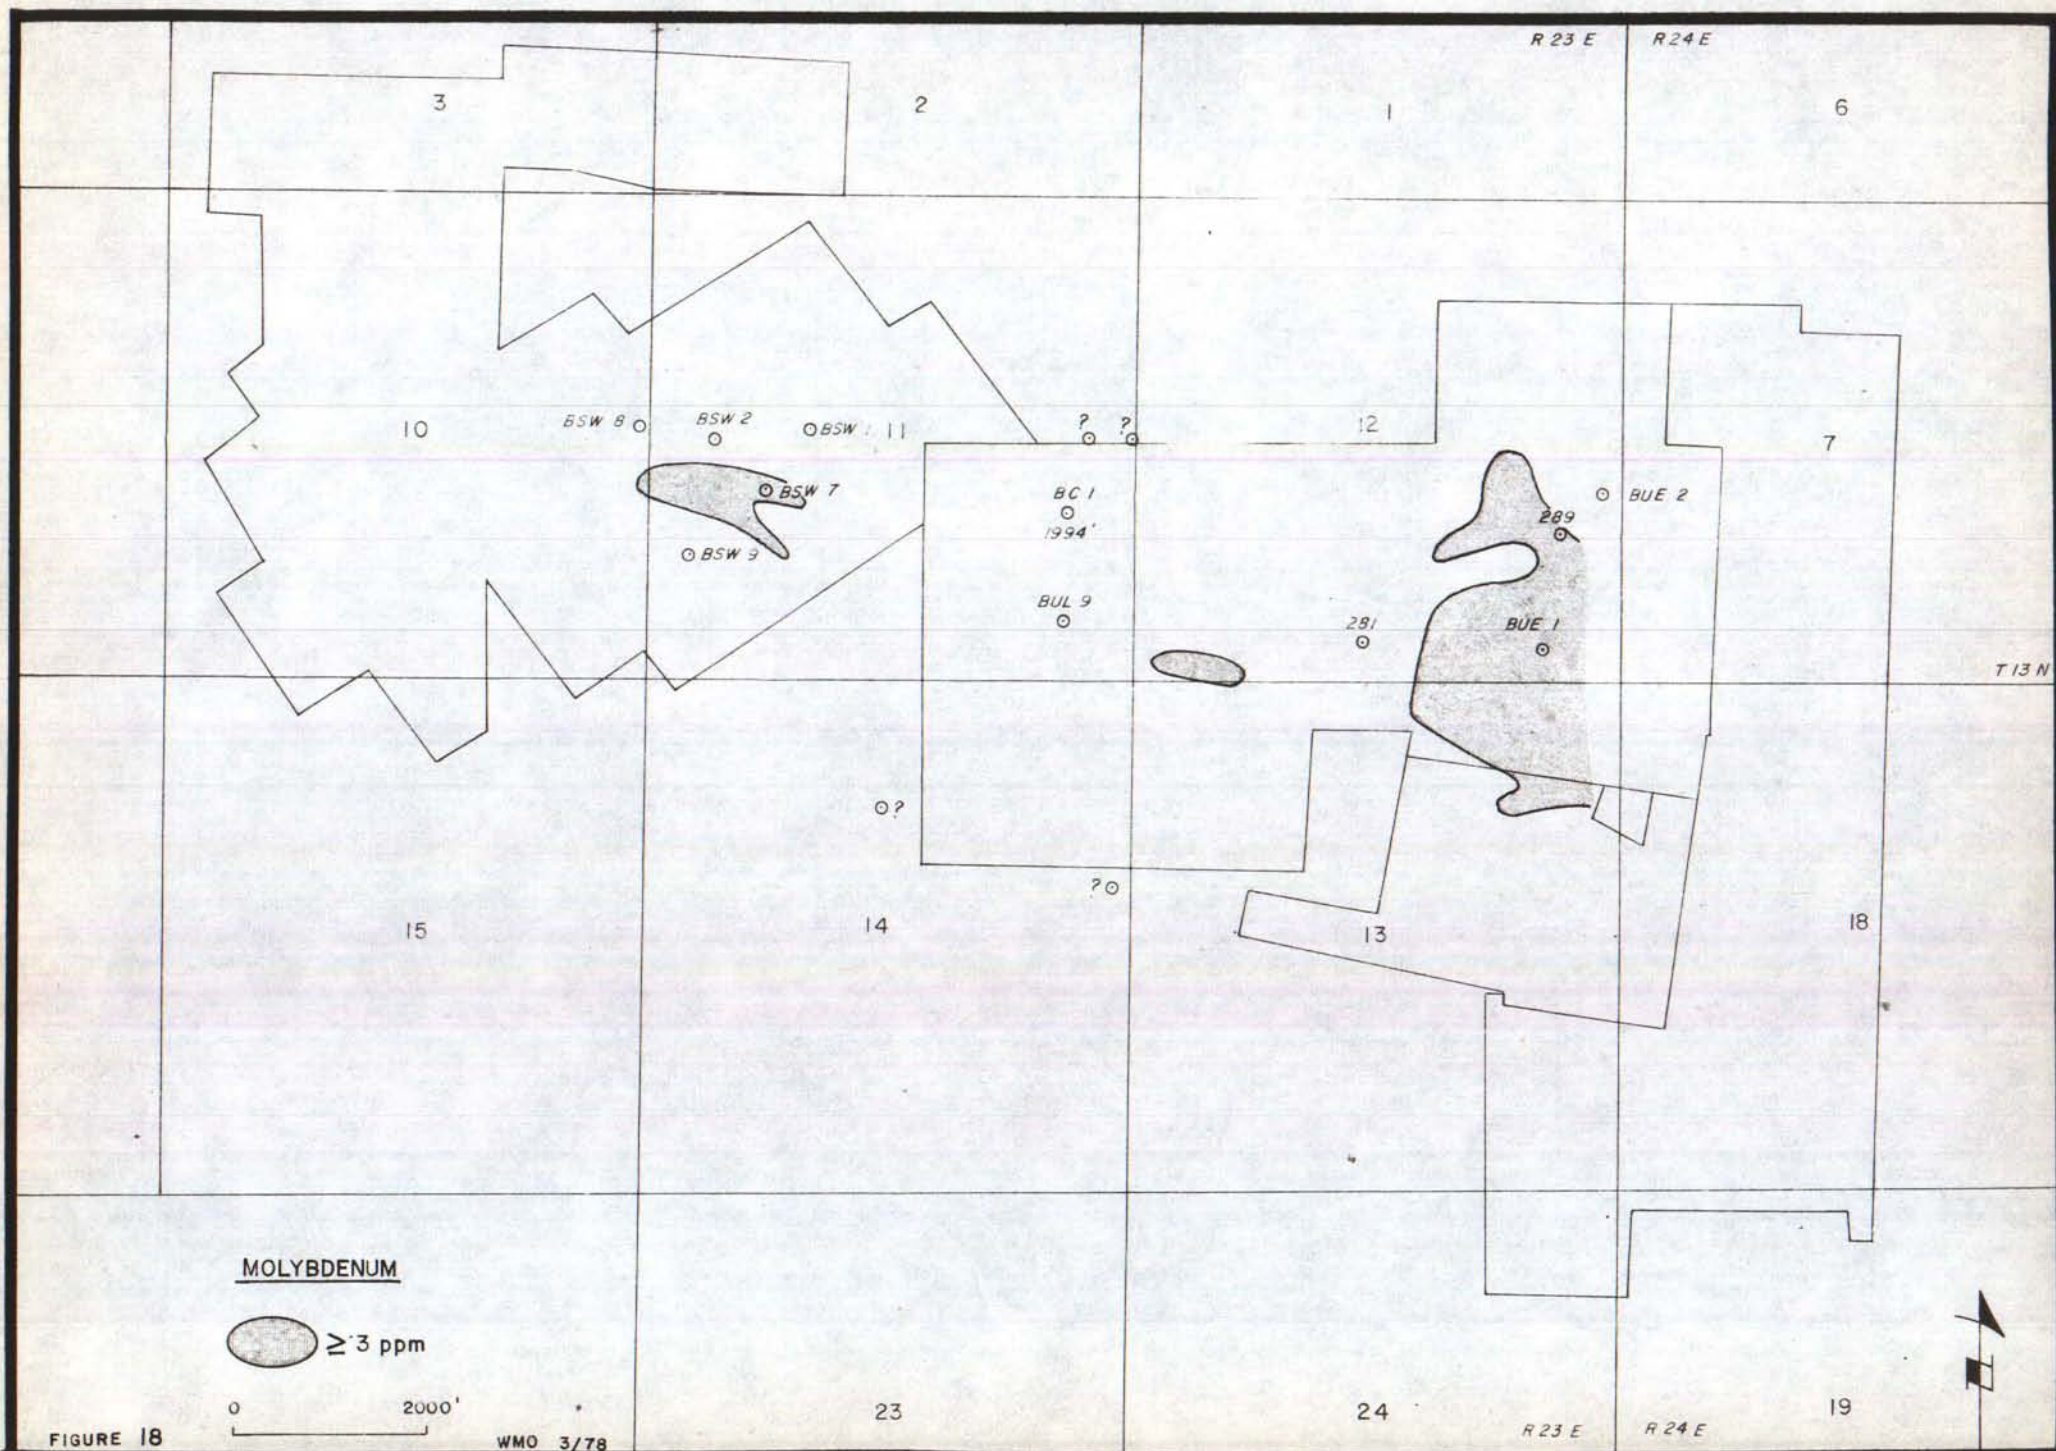 R 23 E R 24 E
3 2 1 6
10 BSW 8 BSW 2 BSW 1 11 ? ? 12 7
BSW 7 BC 1 BUE 2
1994'
289
BSW 9
BUL 9
281 BUE 1
T 13 N
?
?
15 14 13 18
MOLYBDENUM
≥ 3 ppm
0 2000'
23 24 19
FIGURE 18 WMO 3/78 R 23 E R 24 E